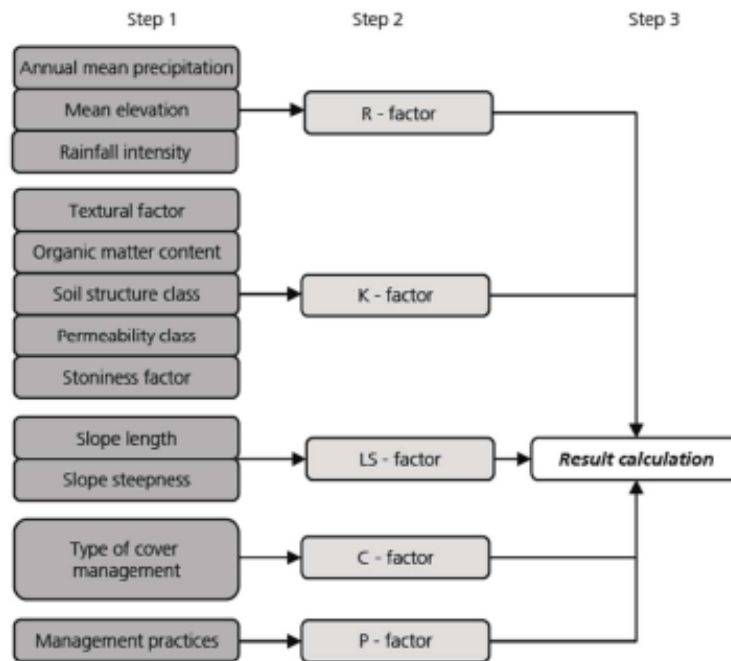 Step 1 Step 2 Step 3
Annual mean precipitation
Mean elevation
Rainfall intensity
R - factor
Textural factor
Organic matter content
Soil structure class
Permeability class
Stoniness factor
K - factor
Slope length
Slope steepness
LS - factor
Result calculation
Type of cover
management
C - factor
Management practices
P - factor